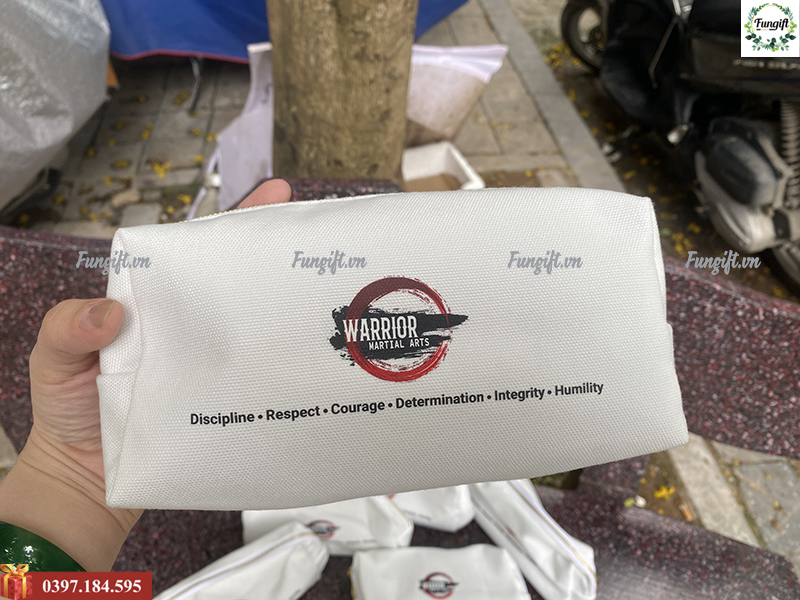 Fungift
Fungift.vn Fungift.vn Fungift.vn Fungift.vn
WARRIOR
MARTIAL ARTS
Discipline • Respect • Courage • Determination • Integrity • Humility
0397.184.595